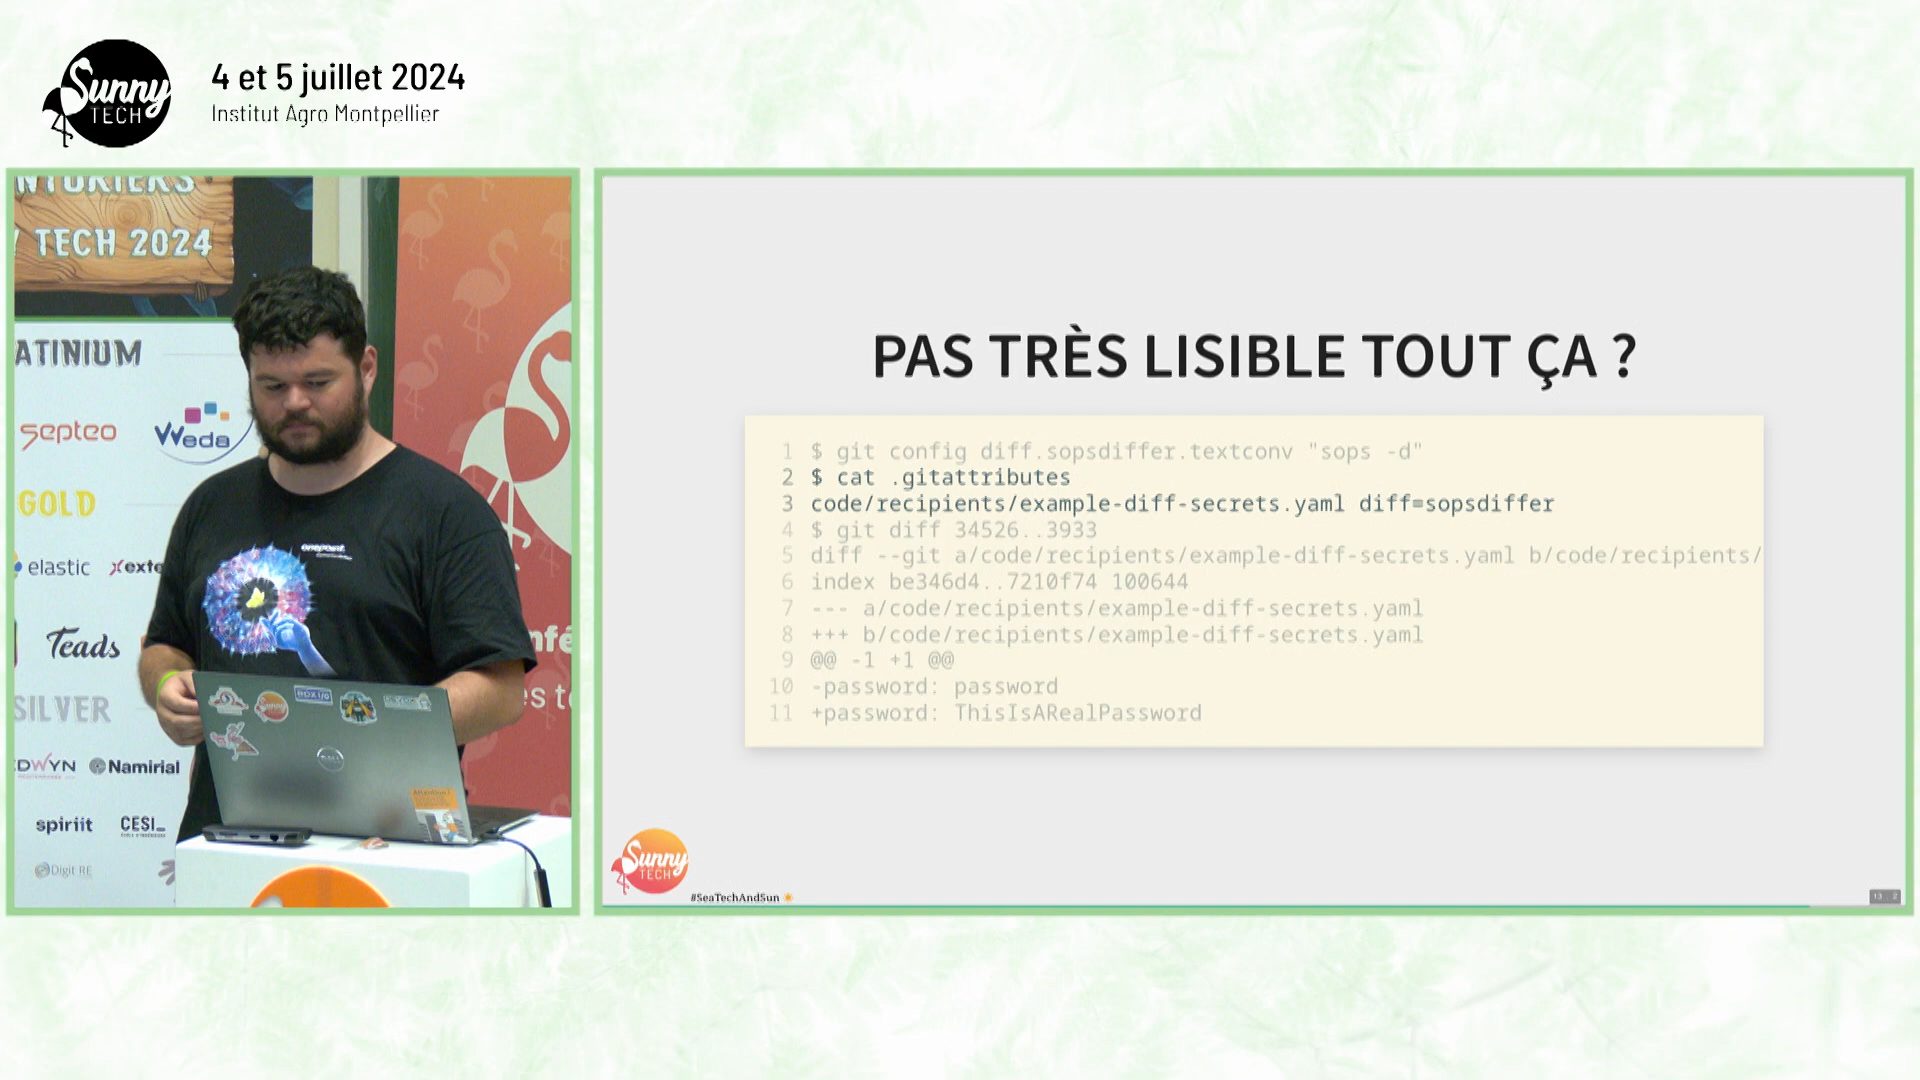 Sunny
TECH
4 et 5 juillet 2024
Institut Agro Montpellier
TECH 2024
ATINIUM
septeo
Weda
GOLD
elastic
Teads
SILVER
Namirial
spiriit
CESI
Digit RE
onepoint.
PAS TRÈS LISIBLE TOUT ÇA ?
1 $ git config diff.sopsdiffer.textconv "sops -d"
2 $ cat .gitattributes
3 code/recipients/example-diff-secrets.yaml diff=sopsdiffer
4 $ git diff 34526..3933
5 diff --git a/code/recipients/example-diff-secrets.yaml b/code/recipients/
6 index be346d4..7210f74 100644
7 --- a/code/recipients/example-diff-secrets.yaml
8 +++ b/code/recipients/example-diff-secrets.yaml
9 @@ -1 +1 @@
10 -password: password
11 +password: ThisIsARealPassword
Sunny
TECH
#SeaTechAndSun